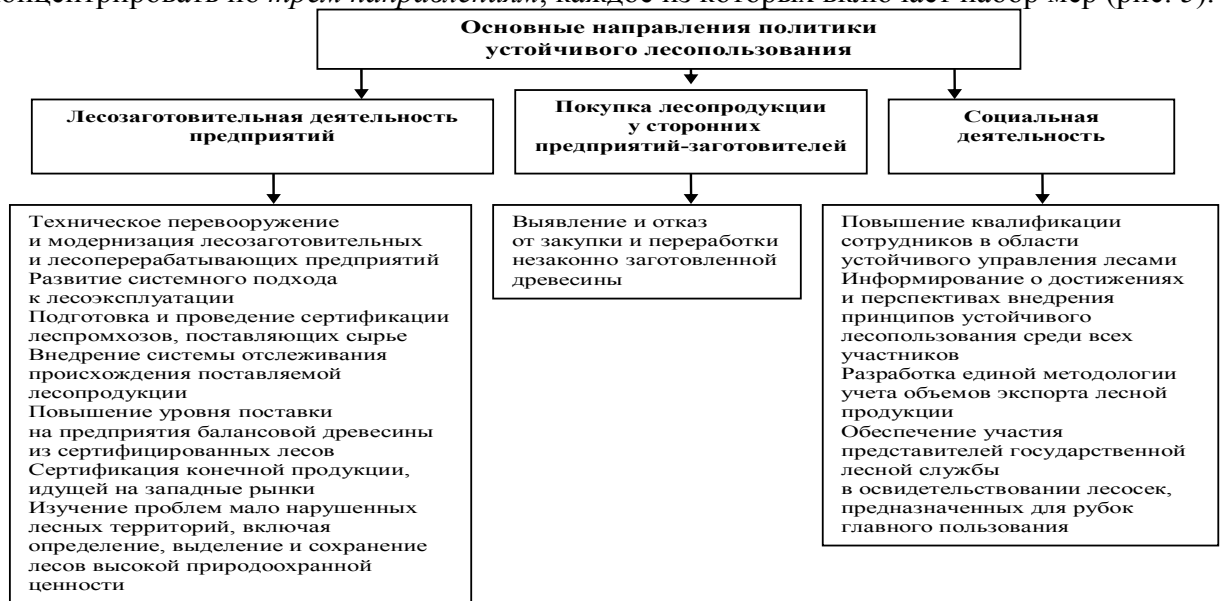 концентрировать по трем направлениям, каждое из которых включает набор мер (рис. 3).
Основные направления политики
устойчивого лесопользования
Лесозаготовительная деятельность
предприятий
Покупка лесопродукции
у сторонних
предприятий-заготовителей
Социальная
деятельность
Техническое перевооружение
и модернизация лесозаготовительных
и лесоперерабатывающих предприятий
Развитие системного подхода
к лесоэксплуатации
Подготовка и проведение сертификации
леспромхозов, поставляющих сырье
Внедрение системы отслеживания
происхождения поставляемой
лесопродукции
Повышение уровня поставки
на предприятия балансовой древесины
из сертифицированных лесов
Сертификация конечной продукции,
идущей на западные рынки
Изучение проблем мало нарушенных
лесных территорий, включая
определение, выделение и сохранение
лесов высокой природоохранной
ценности
Выявление и отказ
от закупки и переработки
незаконно заготовленной
древесины
Повышение квалификации
сотрудников в области
устойчивого управления лесами
Информирование о достижениях
и перспективах внедрения
принципов устойчивого
лесопользования среди всех
участников
Разработка единой методологии
учета объемов экспорта лесной
продукции
Обеспечение участия
представителей государственной
лесной службы
в освидетельствовании лесосек,
предназначенных для рубок
главного пользования